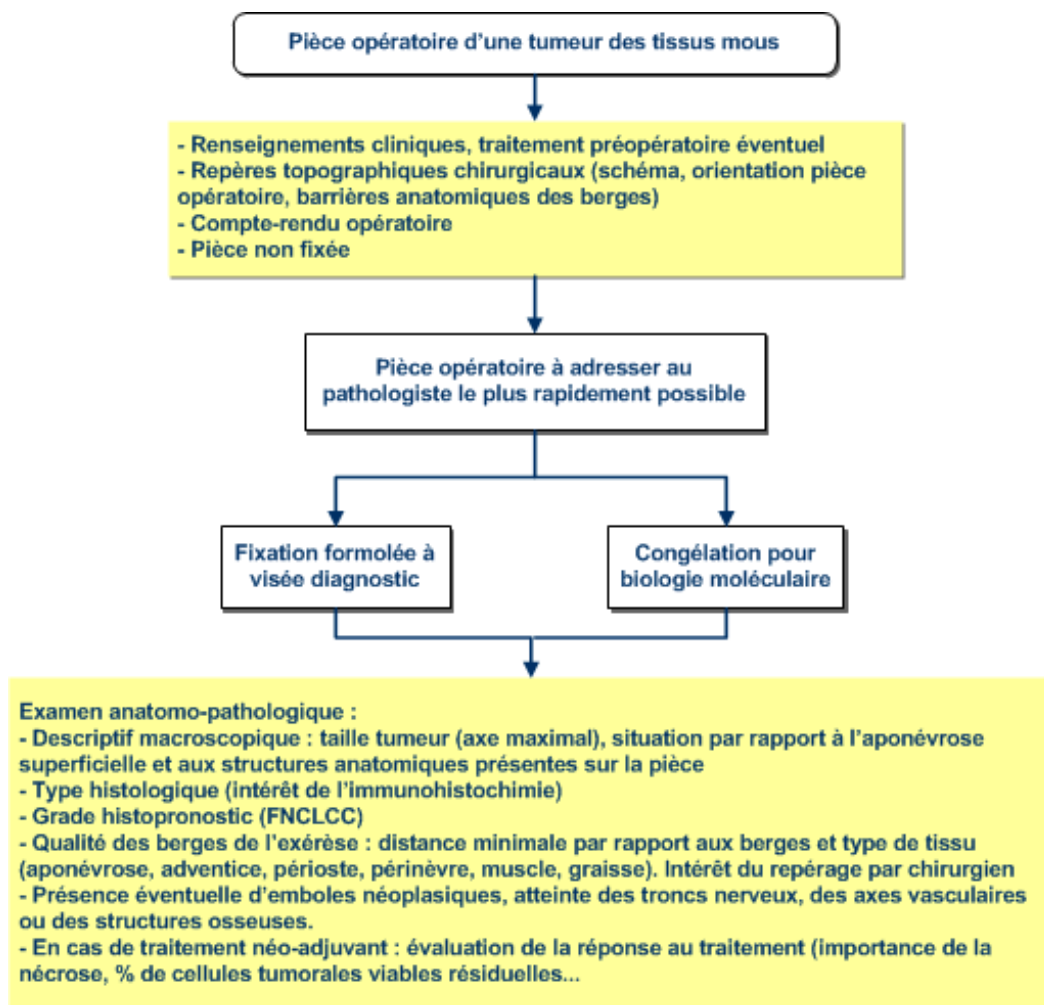 Pièce opératoire d'une tumeur des tissus mous
- Renseignements cliniques, traitement préopératoire éventuel
- Repères topographiques chirurgicaux (schéma, orientation pièce
opératoire, barrières anatomiques des berges)
- Compte-rendu opératoire
- Pièce non fixée
Pièce opératoire à adresser au
pathologiste le plus rapidement possible
Fixation formolée à
visée diagnostic
Congélation pour
biologie moléculaire
Examen anatomo-pathologique :
- Descriptif macroscopique : taille tumeur (axe maximal), situation par rapport à l'aponévrose
superficielle et aux structures anatomiques présentes sur la pièce
- Type histologique (intérêt de l'immunohistochimie)
- Grade histopronostic (FNCLCC)
- Qualité des berges de l'exérèse : distance minimale par rapport aux berges et type de tissu
(aponévrose, adventice, périoste, périnèvre, muscle, graisse). Intérêt du repérage par chirurgien
- Présence éventuelle d'emboles néoplasiques, atteinte des troncs nerveux, des axes vasculaires
ou des structures osseuses.
- En cas de traitement néo-adjuvant : évaluation de la réponse au traitement (importance de la
nécrose, % de cellules tumorales viables résiduelles...